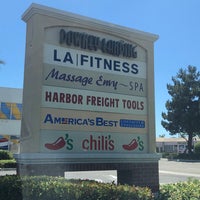 DOWNEY LANDING
LA|FITNESS
Massage Envy SPA
HARBOR FREIGHT TOOLS
AMERICA'S BEST
chili's